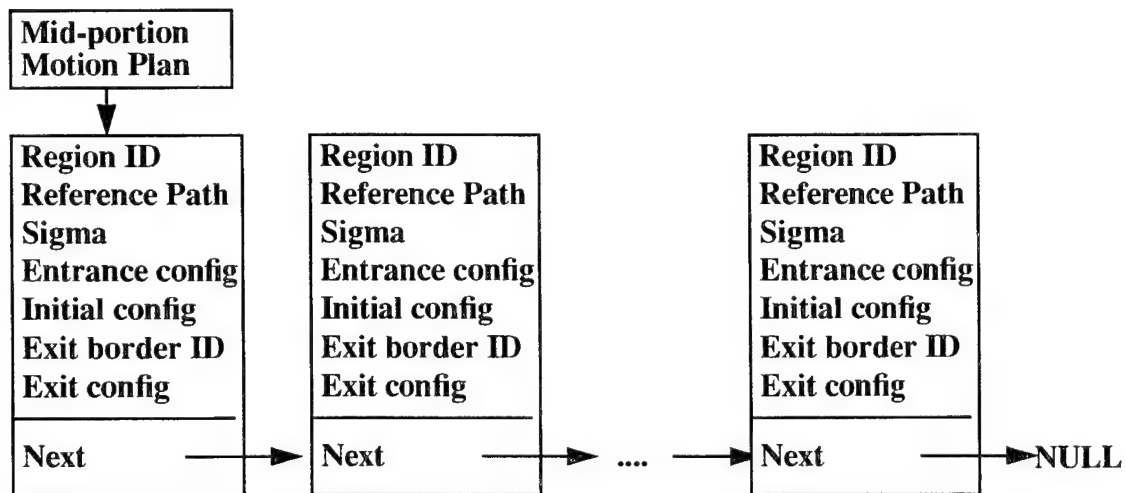 Mid-portion
Motion Plan
Region ID
Reference Path
Sigma
Entrance config
Initial config
Exit border ID
Exit config
Next
Region ID
Reference Path
Sigma
Entrance config
Initial config
Exit border ID
Exit config
Next
....
Region ID
Reference Path
Sigma
Entrance config
Initial config
Exit border ID
Exit config
Next
NULL